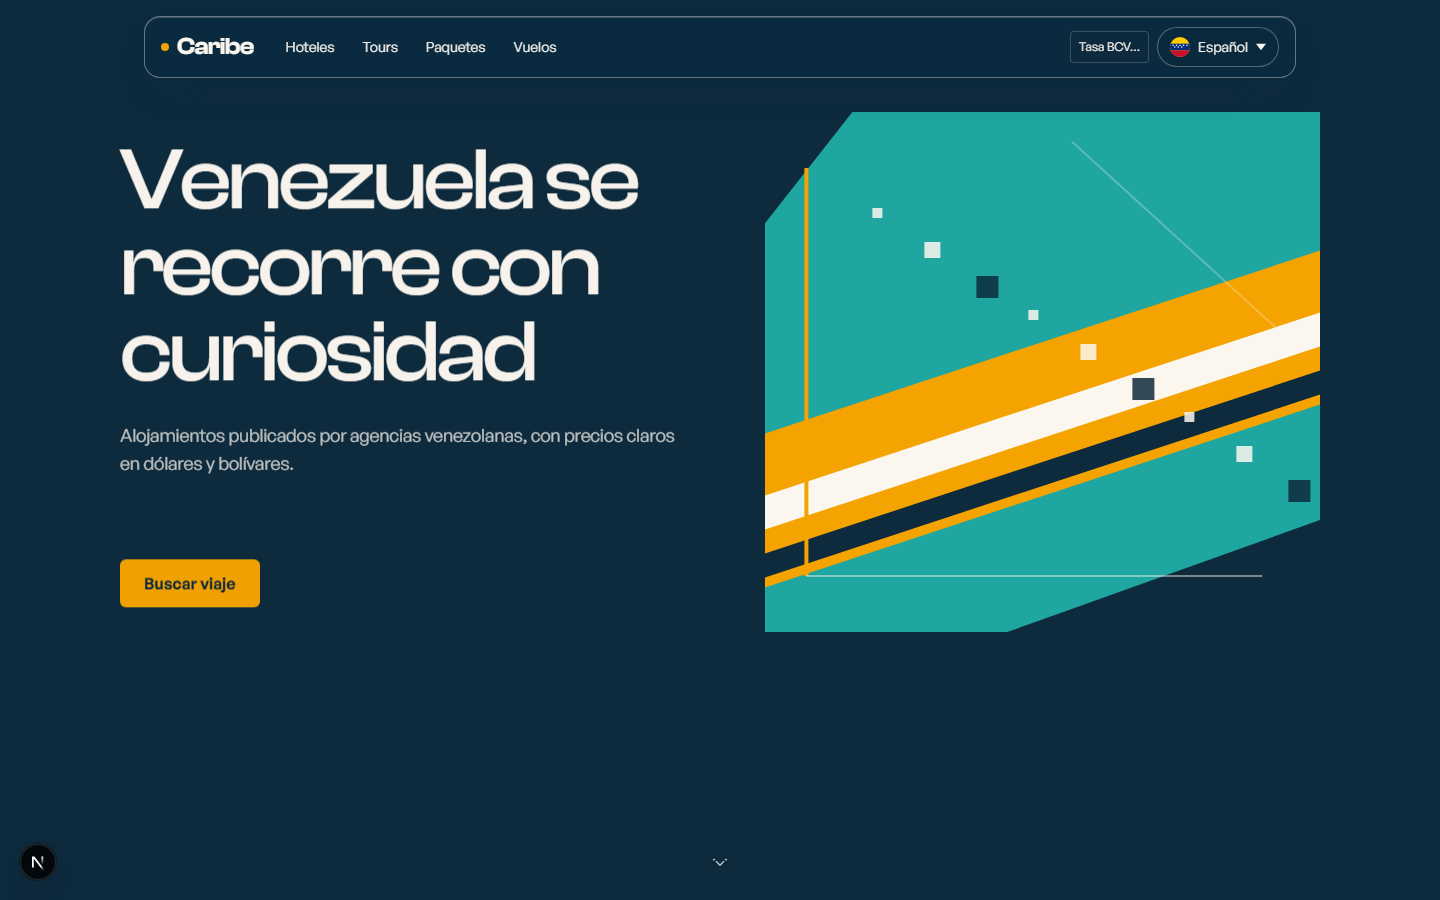 Caribe
Hoteles
Tours
Paquetes
Vuelos
Tasa BCV...
Español
Venezuela se
recorre con
curiosidad
Alojamientos publicados por agencias venezolanas, con precios claros
en dólares y bolívares.
Buscar viaje
N